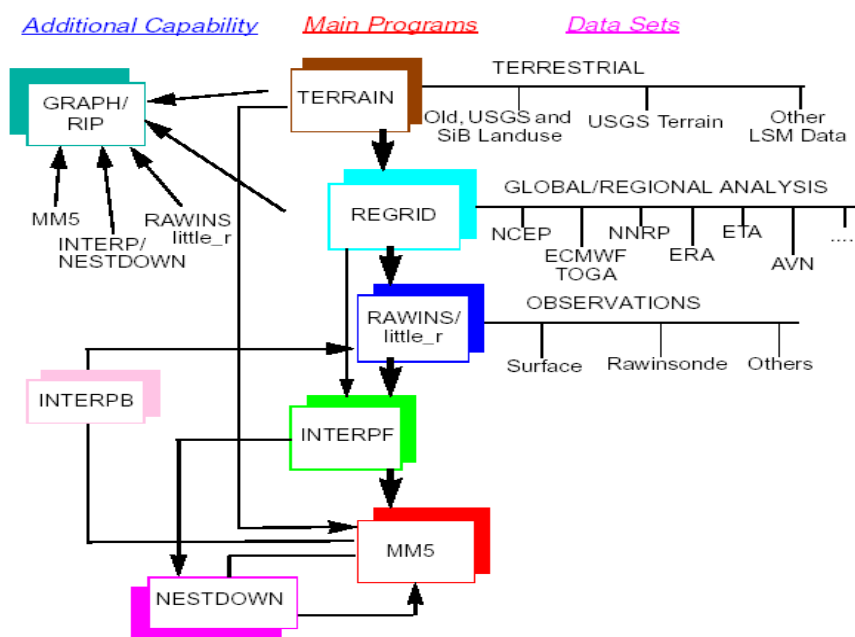 Additional Capability
Main Programs
Data Sets
GRAPH/
RIP
TERRAIN
TERRESTRIAL
Old, USGS and
SiB Landuse
USGS Terrain
Other
LSM Data
MM5
INTERP/
NESTDOWN
RAWINS
little_r
REGRID
GLOBAL/REGIONAL ANALYSIS
NCEP
ECMWF
TOGA
NNRP
ERA
ETA
AVN
....
RAWINS/
little_r
OBSERVATIONS
Surface
Rawinsonde
Others
INTERPB
INTERPF
MM5
NESTDOWN